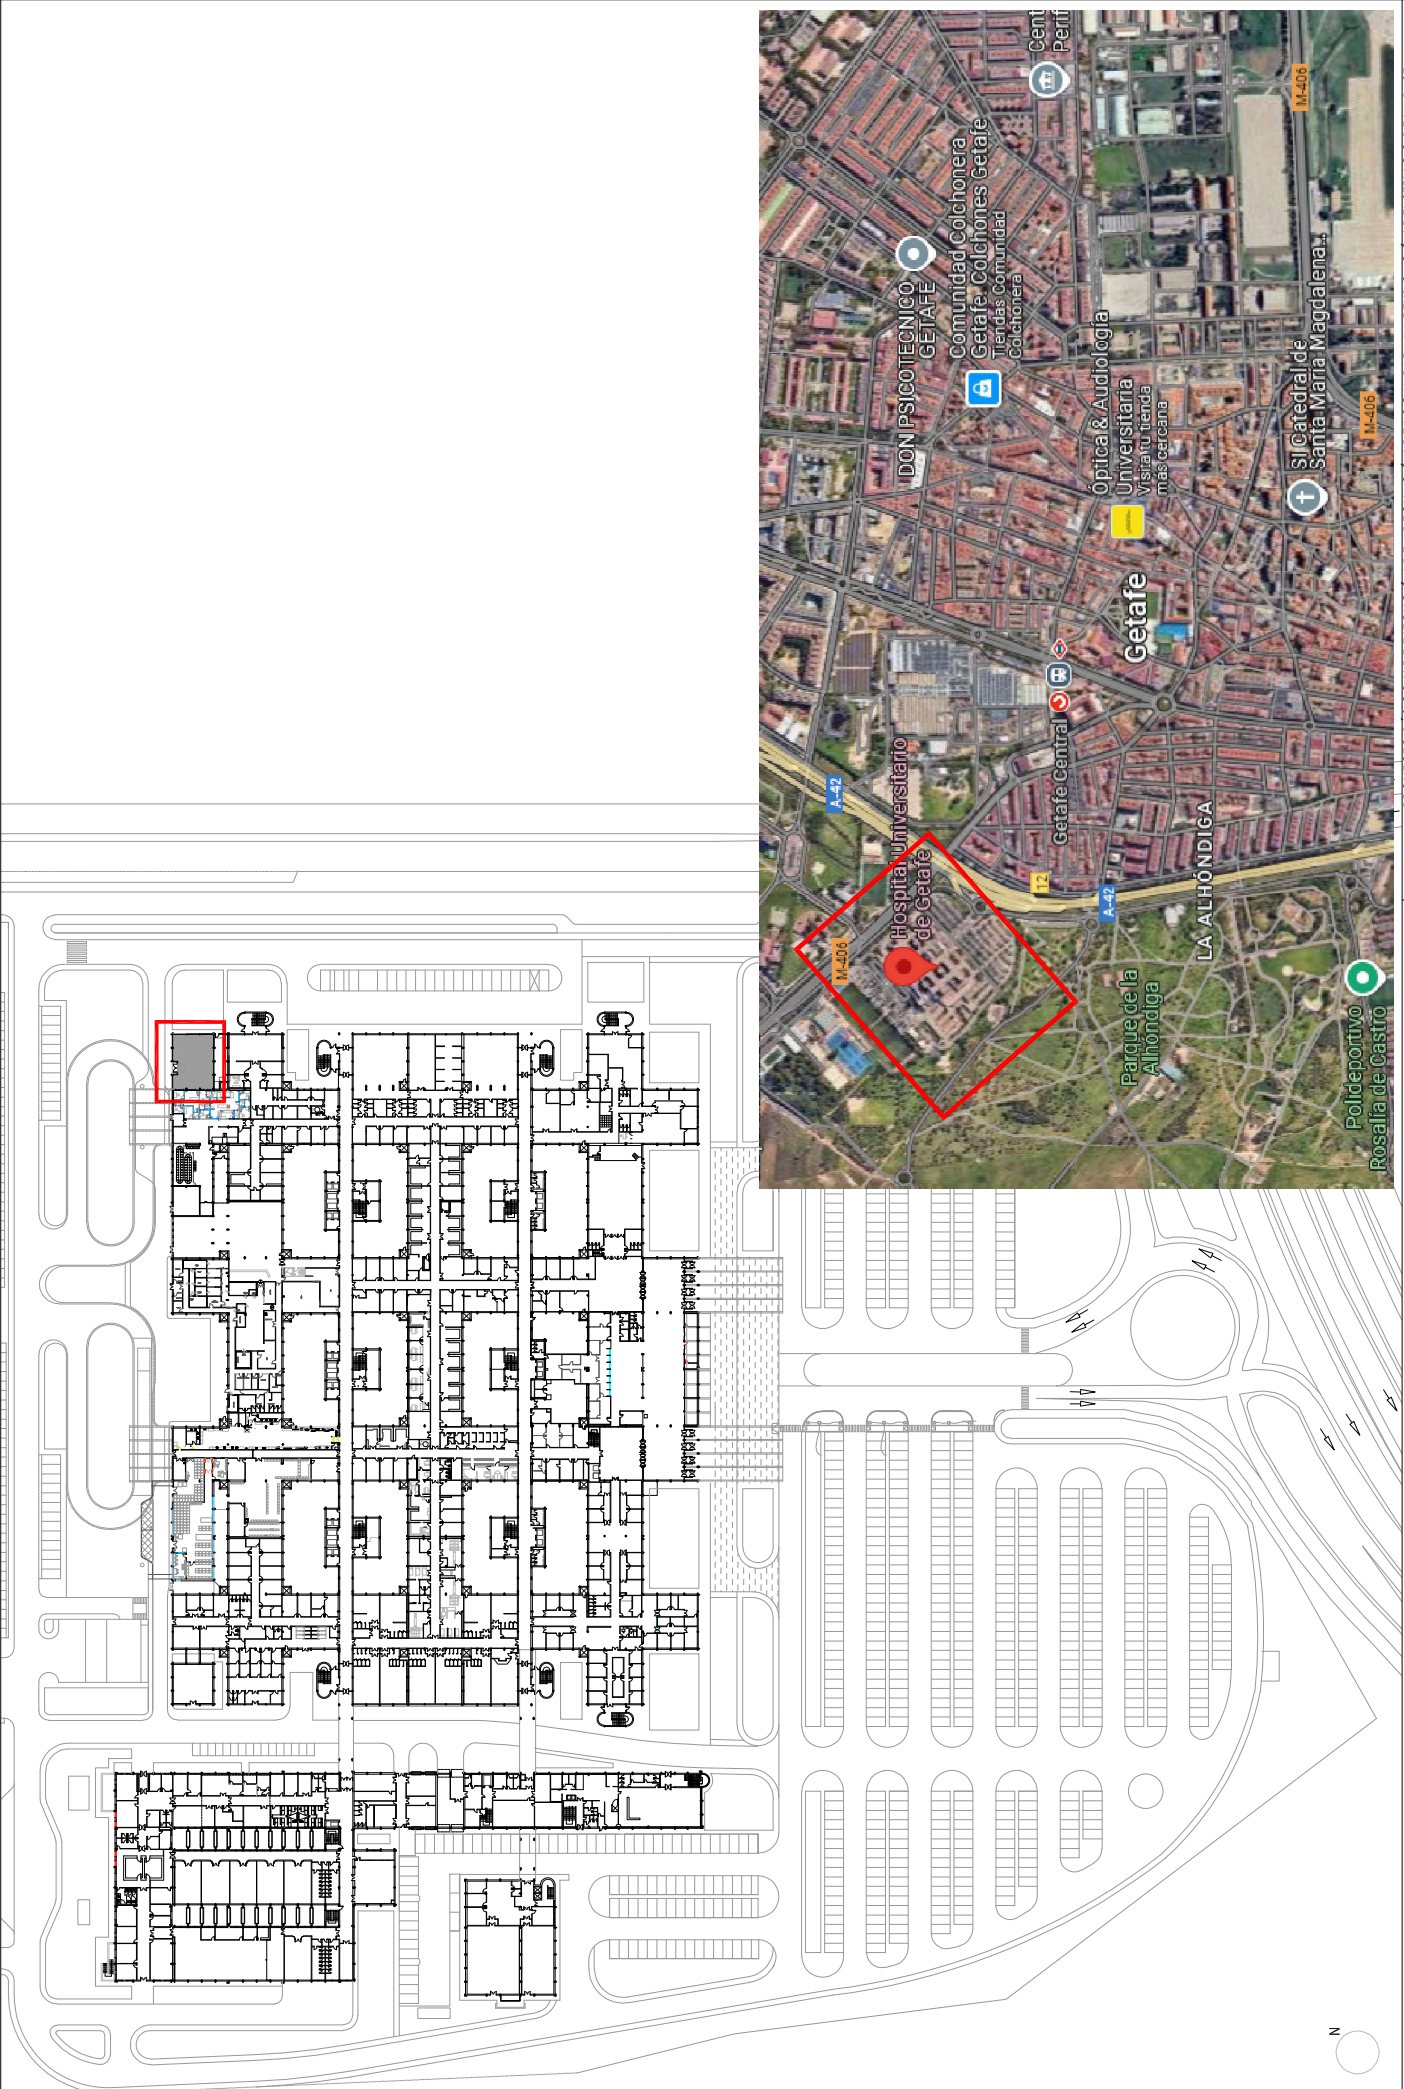 Cent
Perif
M-406
Comunidad Colchonera
Getafe. Colchones Getafe
Tiendas Comunidad
Colchonera
DON PSICOTECNICO
GETAFE
Óptica & Audiología
Universitaria
Visita tu tienda
más cercana
SI Catedral de
Santa María Magdalena...
M-406
Getafe
Getafe Central
A-42
Hospital Universitario
de Getafe
M-406
12
A-42
LA ALHÓNDIGA
Parque de la
Alhóndiga
Polideportivo
Rosalía de Castro
N